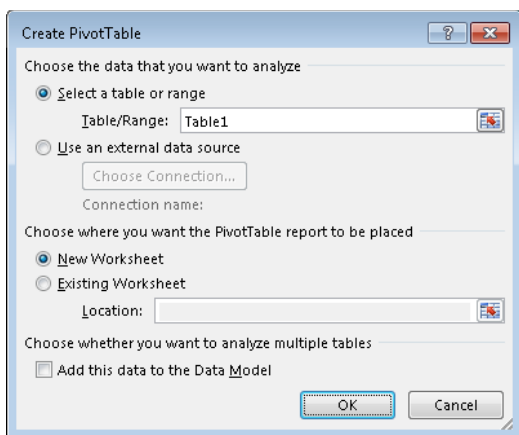 Create PivotTable
?
Choose the data that you want to analyze
Select a table or range
Table/Range: Table1
Use an external data source
Choose Connection...
Connection name:
Choose where you want the PivotTable report to be placed
New Worksheet
Existing Worksheet
Location:
Choose whether you want to analyze multiple tables
Add this data to the Data Model
OK Cancel